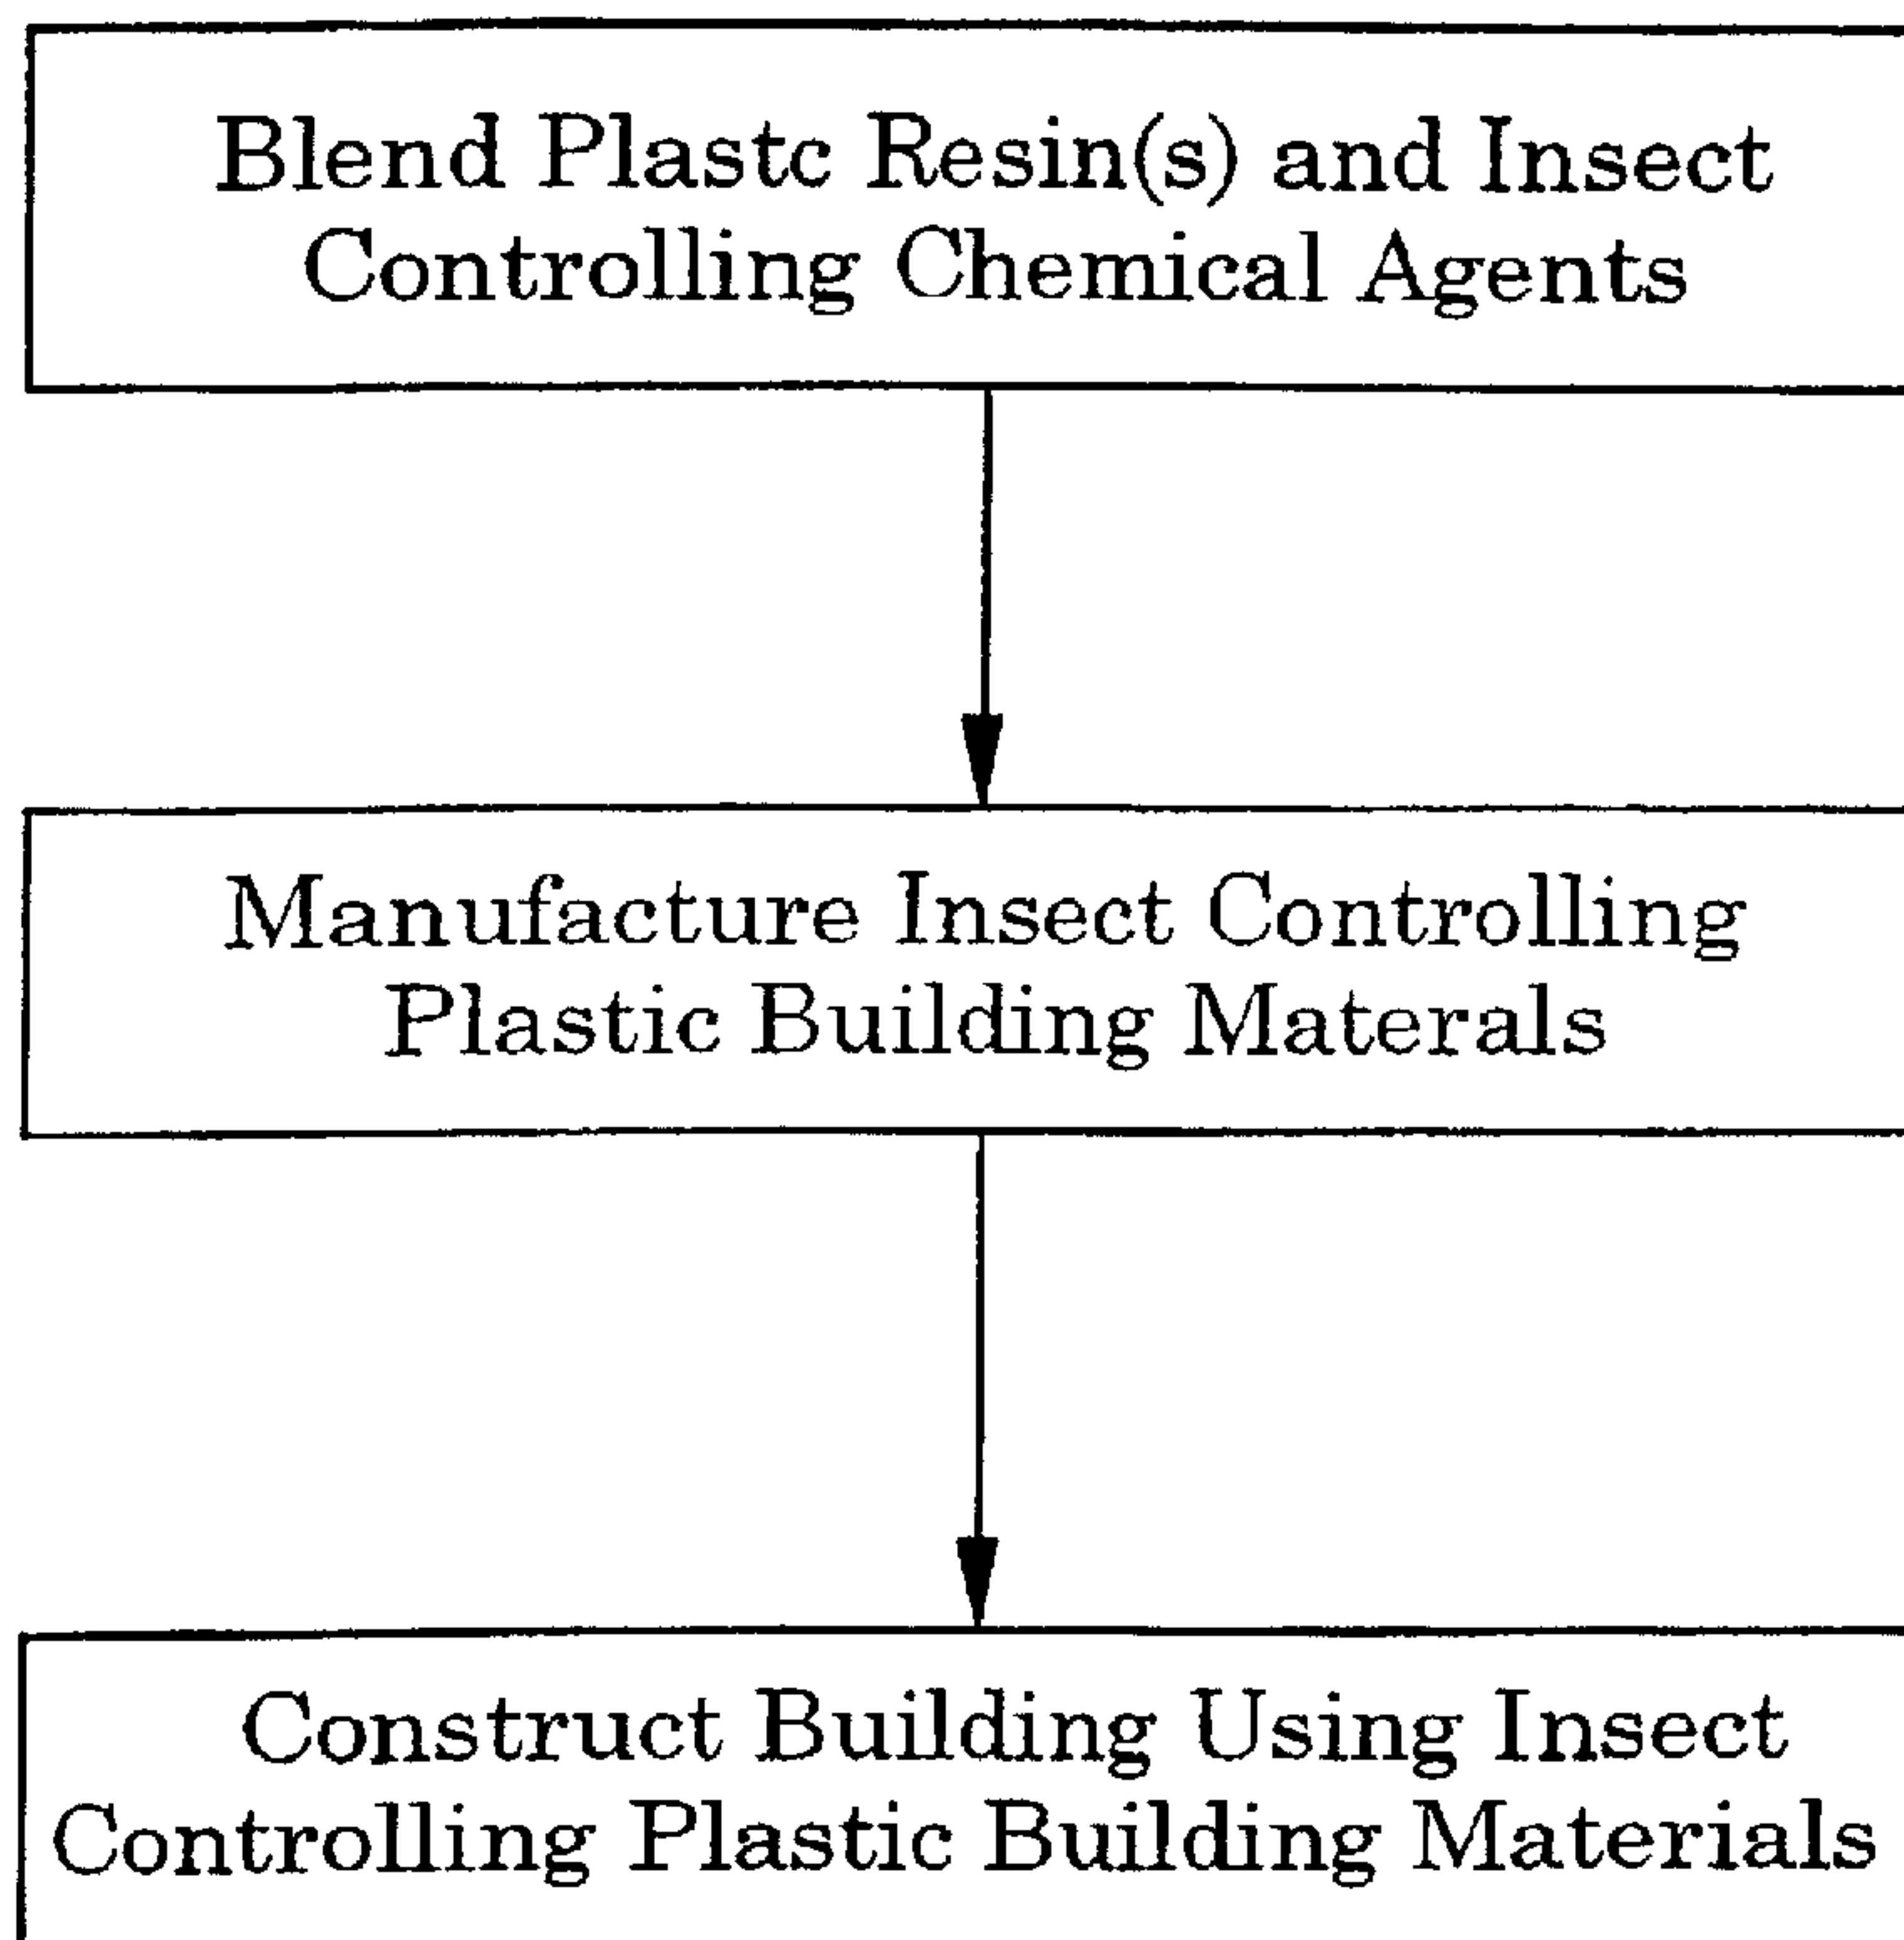 Blend Plastc Resin(s) and Insect
Controlling Chemical Agents
Manufacture Insect Controlling
Plastic Building Materals
Construct Building Using Insect
Controlling Plastic Building Materials